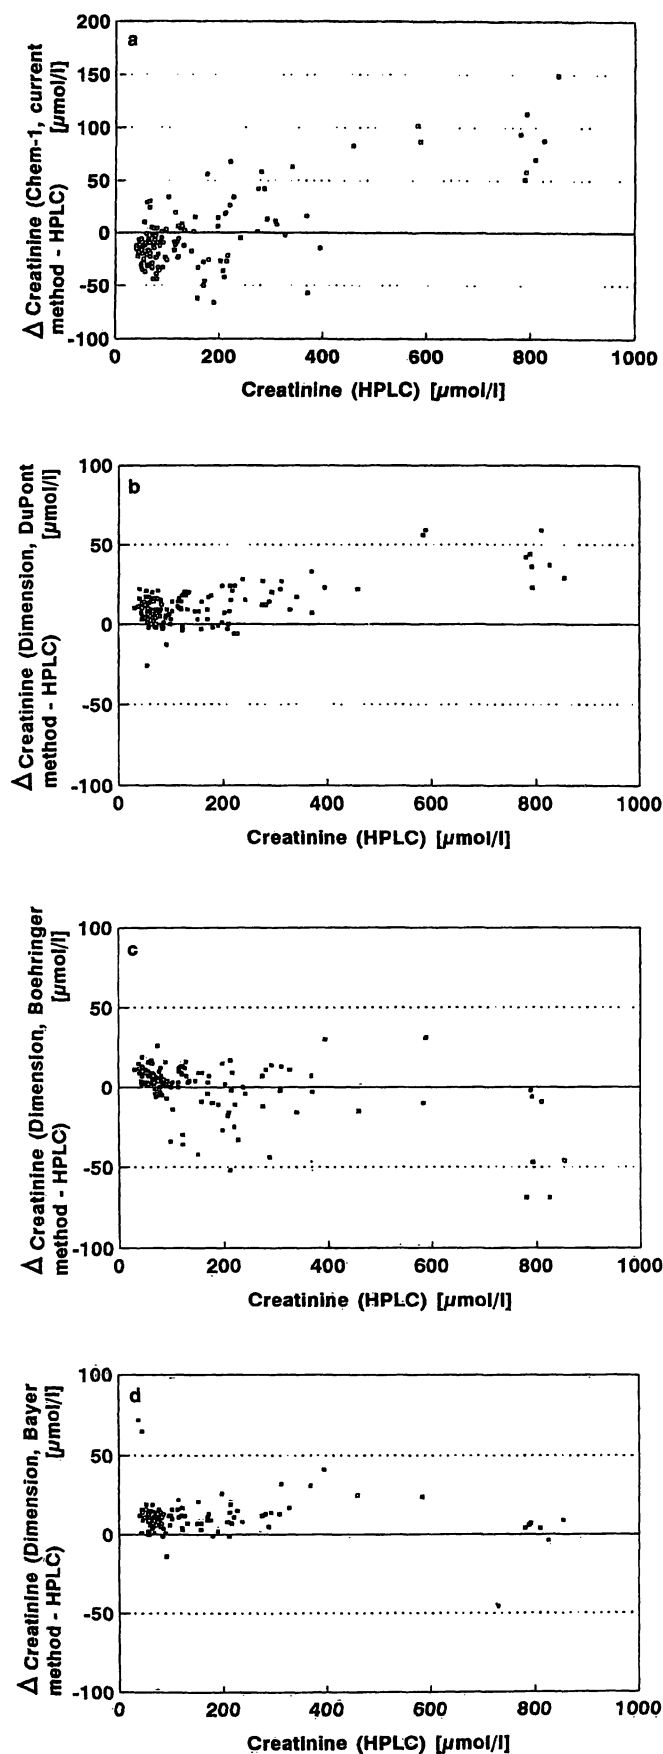 a
Δ Creatinine (Chem-1, current
method - HPLC) [µmol/l]
200
150
100
50
0
-50
-100
0 200 400 600 800 1000
Creatinine (HPLC) [µmol/l]
b
Δ Creatinine (Dimension, DuPont
method - HPLC) [µmol/l]
100
50
0
-50
-100
0 200 400 600 800 1000
Creatinine (HPLC) [µmol/l]
c
Δ Creatinine (Dimension, Boehringer
method - HPLC) [µmol/l]
100
50
0
-50
-100
0 200 400 600 800 1000
Creatinine (HPLC) [µmol/l]
d
Δ Creatinine (Dimension, Bayer
method - HPLC) [µmol/l]
100
50
0
-50
-100
0 200 400 600 800 1000
Creatinine (HPLC) [µmol/l]